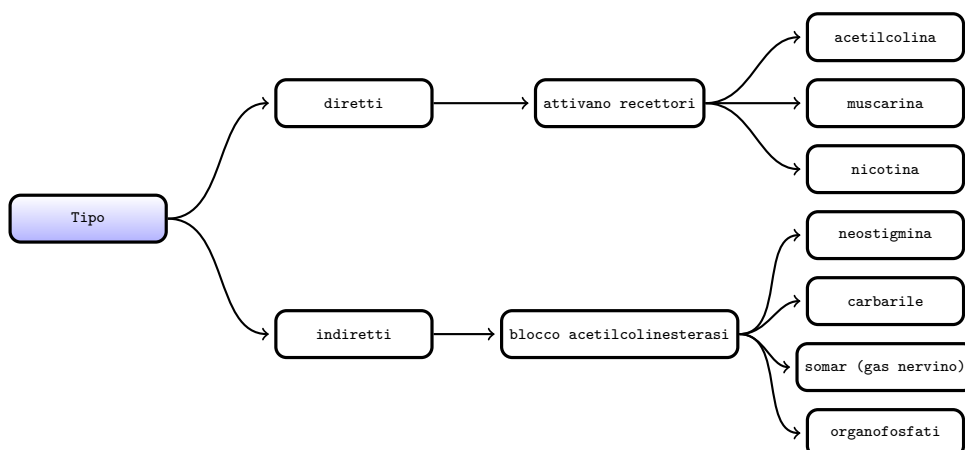 Tipo
diretti
attivano recettori
acetilcolina
muscarina
nicotina
indiretti
blocco acetilcolinesterasi
neostigmina
carbarile
somar (gas nervino)
organofosfati